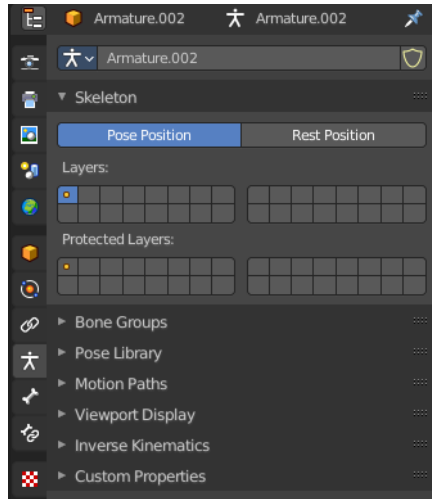 Armature.002 Armature.002
Armature.002
Skeleton
Pose Position Rest Position
Layers:
Protected Layers:
Bone Groups
Pose Library
Motion Paths
Viewport Display
Inverse Kinematics
Custom Properties